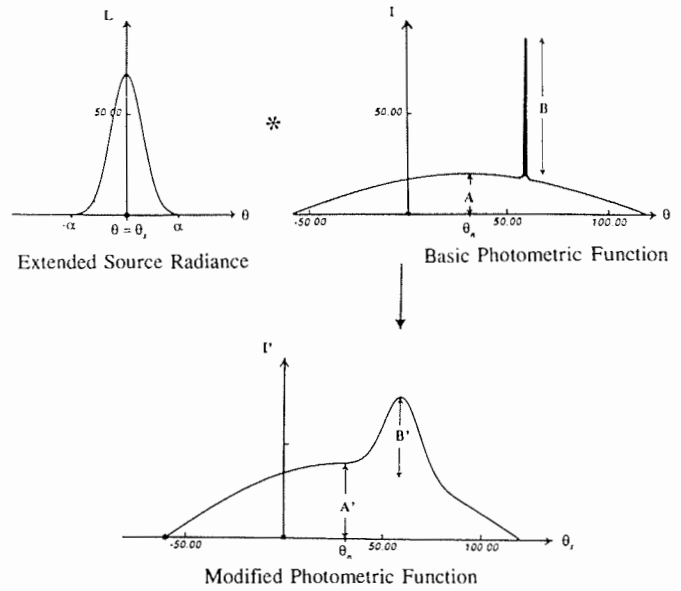 L
50.00
*
-α
θ = θs
α
θ
Extended Source Radiance
I
50.00
B
A
-50.00
θn
50.00
100.00
θ
Basic Photometric Function
I'
B'
A'
-50.00
θn
50.00
100.00
θs
Modified Photometric Function